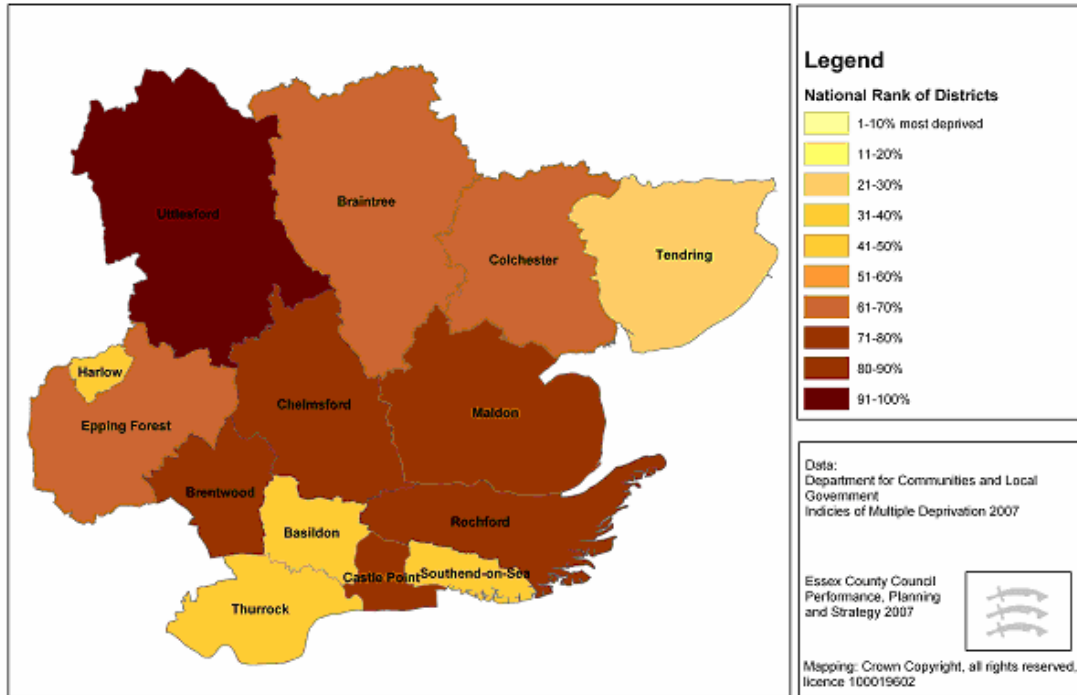 Legend
National Rank of Districts
1-10% most deprived
11-20%
21-30%
31-40%
41-50%
51-60%
61-70%
71-80%
80-90%
91-100%
Uttlesford
Braintree
Colchester
Tendring
Harlow
Epping Forest
Chelmsford
Maldon
Brentwood
Basildon
Rochford
Castle Point
Southend-on-Sea
Thurrock
Data:
Department for Communities and Local
Government
Indicies of Multiple Deprivation 2007
Essex County Council
Performance, Planning
and Strategy 2007
Mapping: Crown Copyright, all rights reserved,
licence 100019602